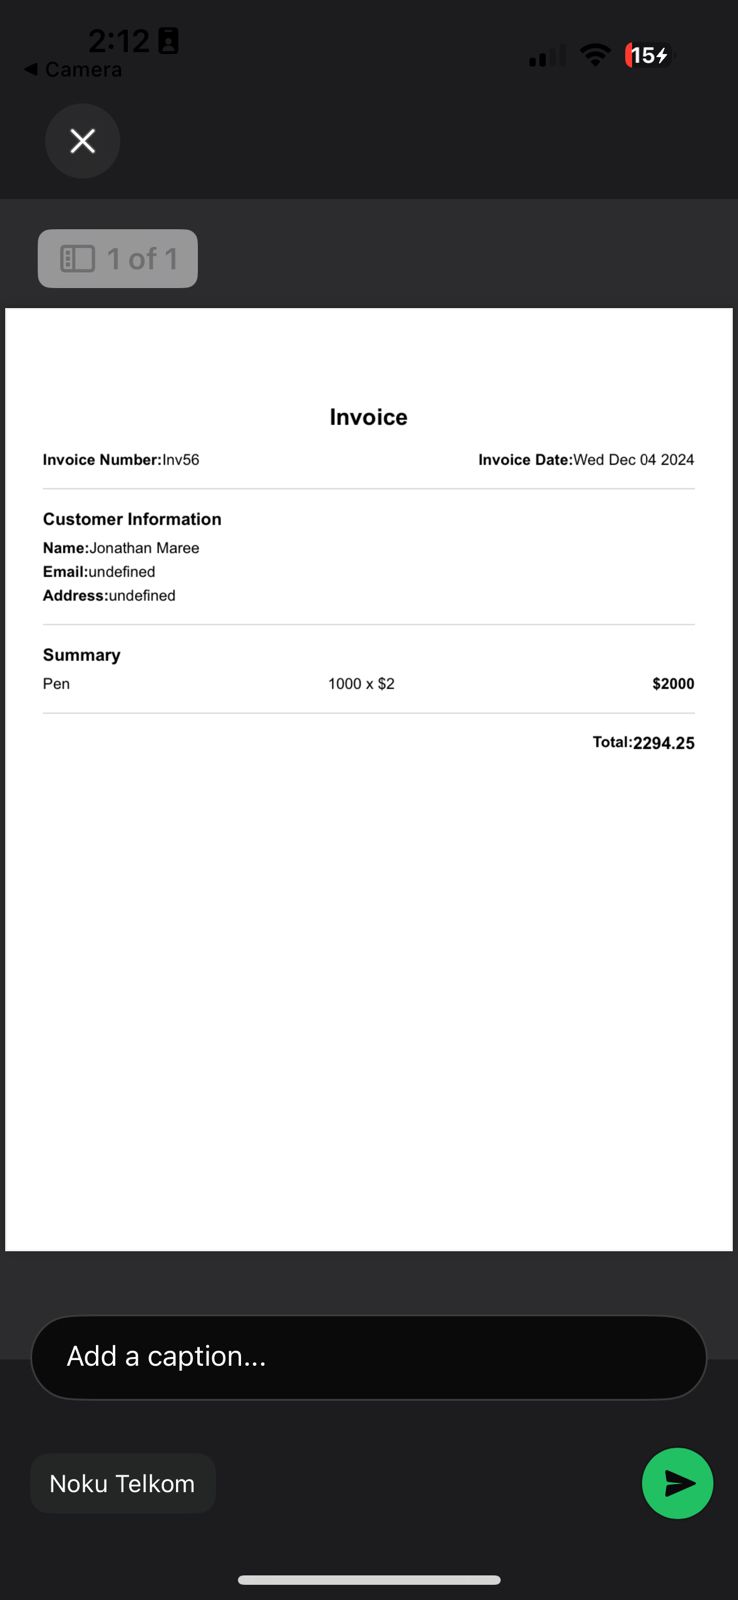 2:12
◀ Camera
15
1 of 1
Invoice
Invoice Number:Inv56
Invoice Date:Wed Dec 04 2024
Customer Information
Name:Jonathan Maree
Email:undefined
Address:undefined
Summary
Pen 1000 x $2 $2000
Total:2294.25
Add a caption...
Noku Telkom